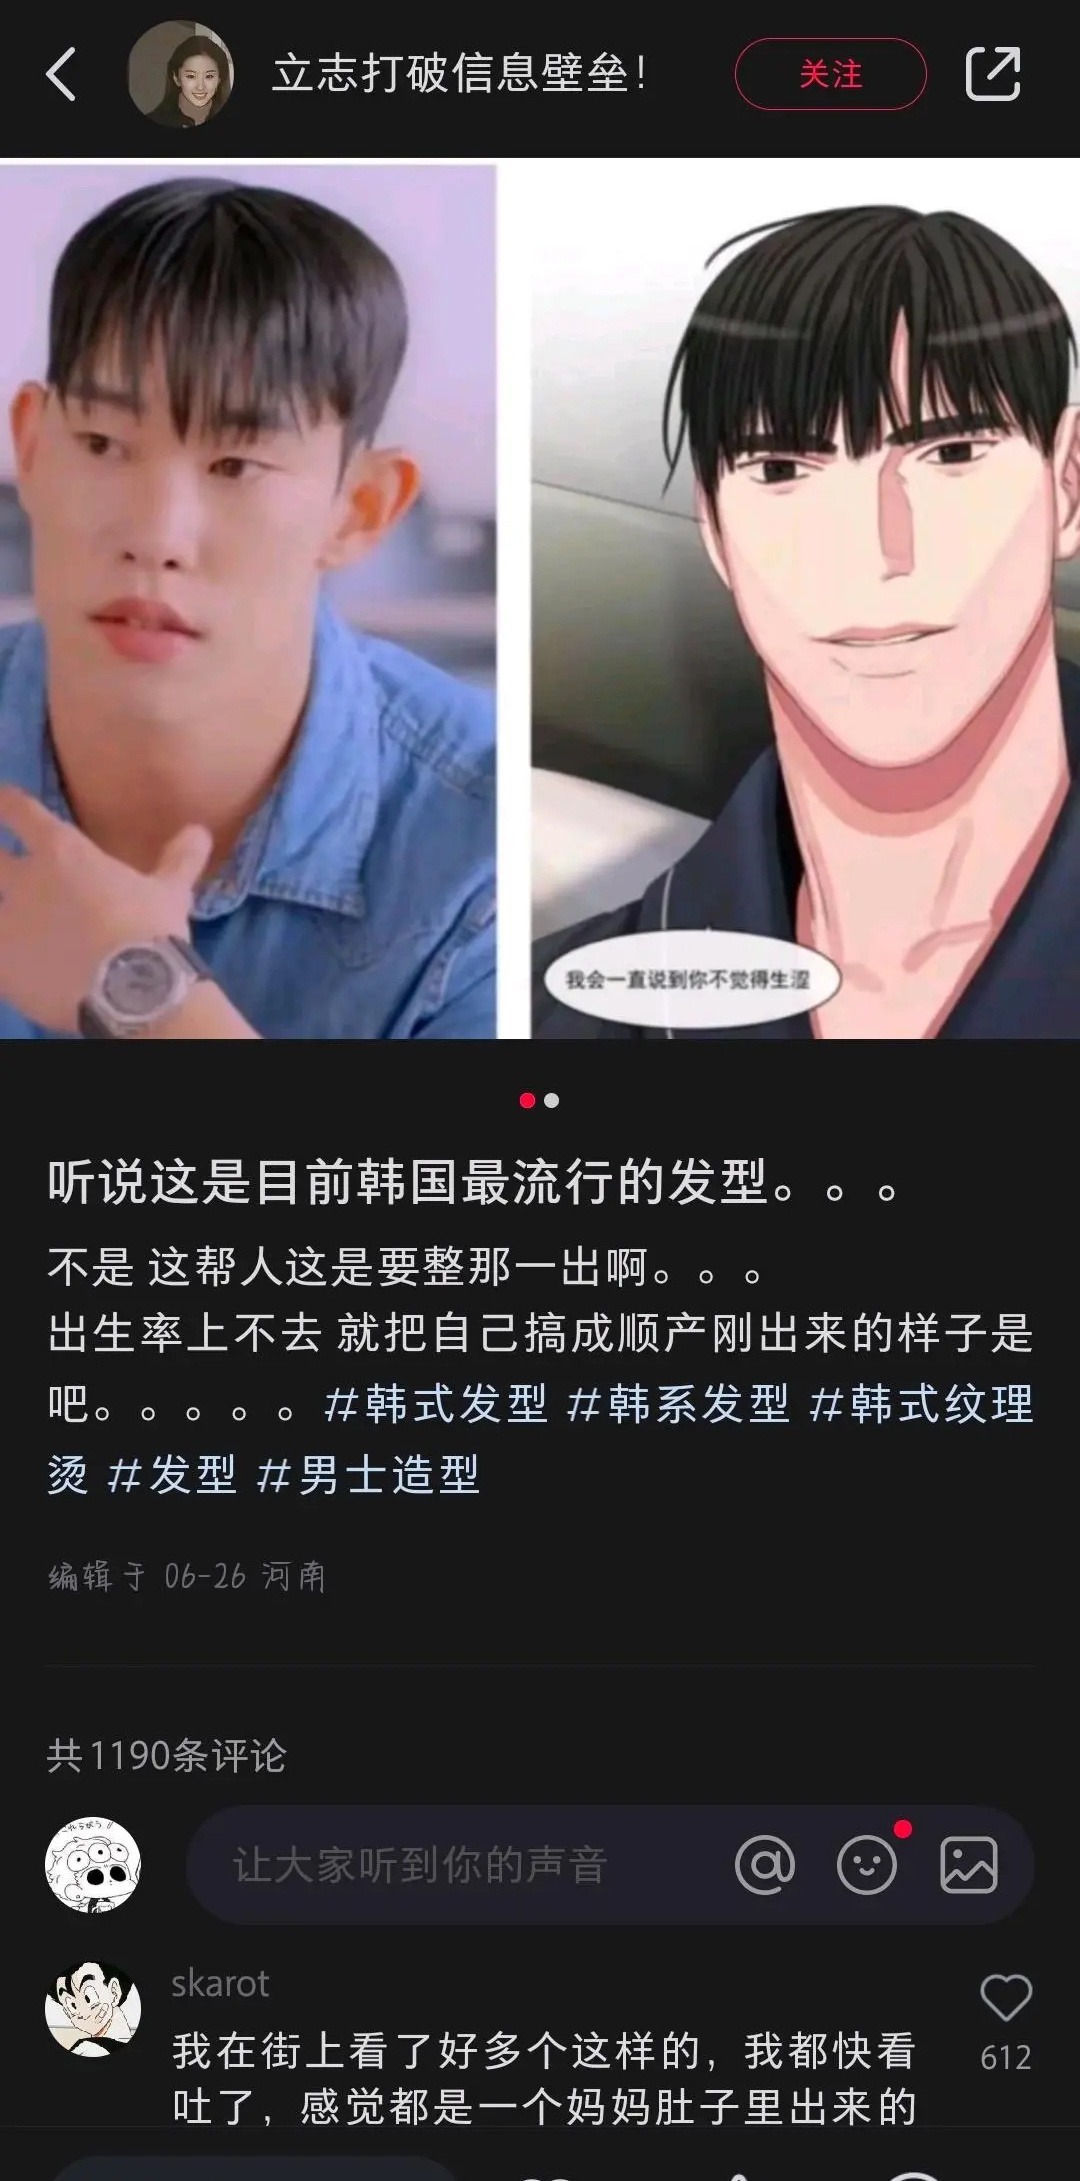 立志打破信息壁垒！
关注
我会一直说到你不觉得生涩
听说这是目前韩国最流行的发型。。。
不是 这帮人这是要整那一出啊。。。
出生率上不去 就把自己搞成顺产刚出来的样子是
吧。。。。。#韩式发型 #韩系发型 #韩式纹理
烫 #发型 #男士造型
编辑于 06-26 河南
共1190条评论
让大家听到你的声音
skarot
我在街上看了好多个这样的，我都快看
吐了，感觉都是一个妈妈肚子里出来的
612